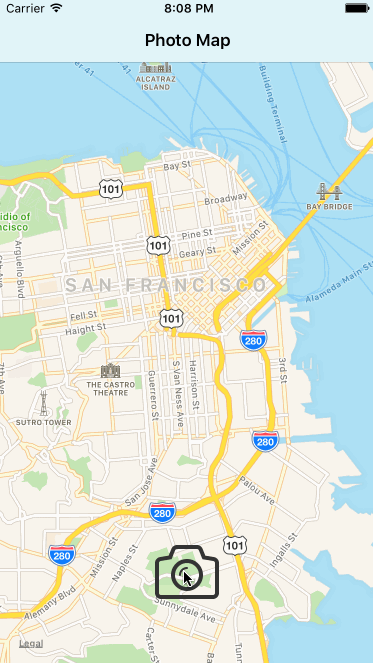 Carrier 8:08 PM
Photo Map
ALCATRAZ
ISLAND
Building-Terminal
Bay St
101
BAY BRIDGE
Broadway
idio of
ncisco
Arguello Blvd
Pine St
Mission St
101
Geary St
Alameda Main St
SAN FRANCISCO
Fell St
101
Haight St
280
7th Ave
THE CASTRO
THEATRE
Guerrero St
S Van Ness Ave
Harrison St
3rd St
SUTRO TOWER
280
San Jose Ave
Palou Ave
280
101
280
Mission St
Naples St
Ingalls St
Alemany Blvd
Sunnydale Ave
Carter St
Legal